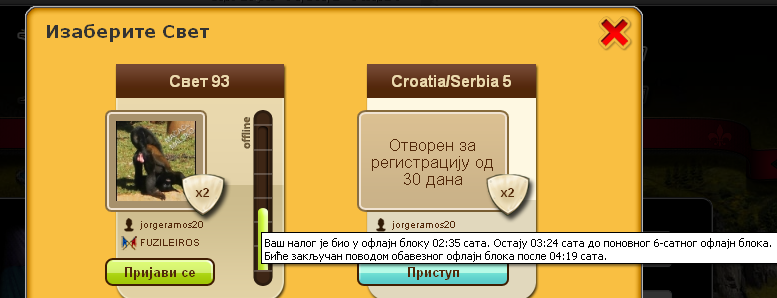 Изаберите Свет
Свет 93
Croatia/Serbia 5
offline
Отворен за
регистрацију од
30 дана
x2
x2
jorgeramos20
jorgeramos20
FUZILEIROS
Ваш налог је био у офлајн блоку 02:35 сата. Остају 03:24 сата до поновног 6-сатног офлајн блока.
Биће закључан поводом обавезног офлајн блока после 04:19 сата.
Пријави се
Приступ